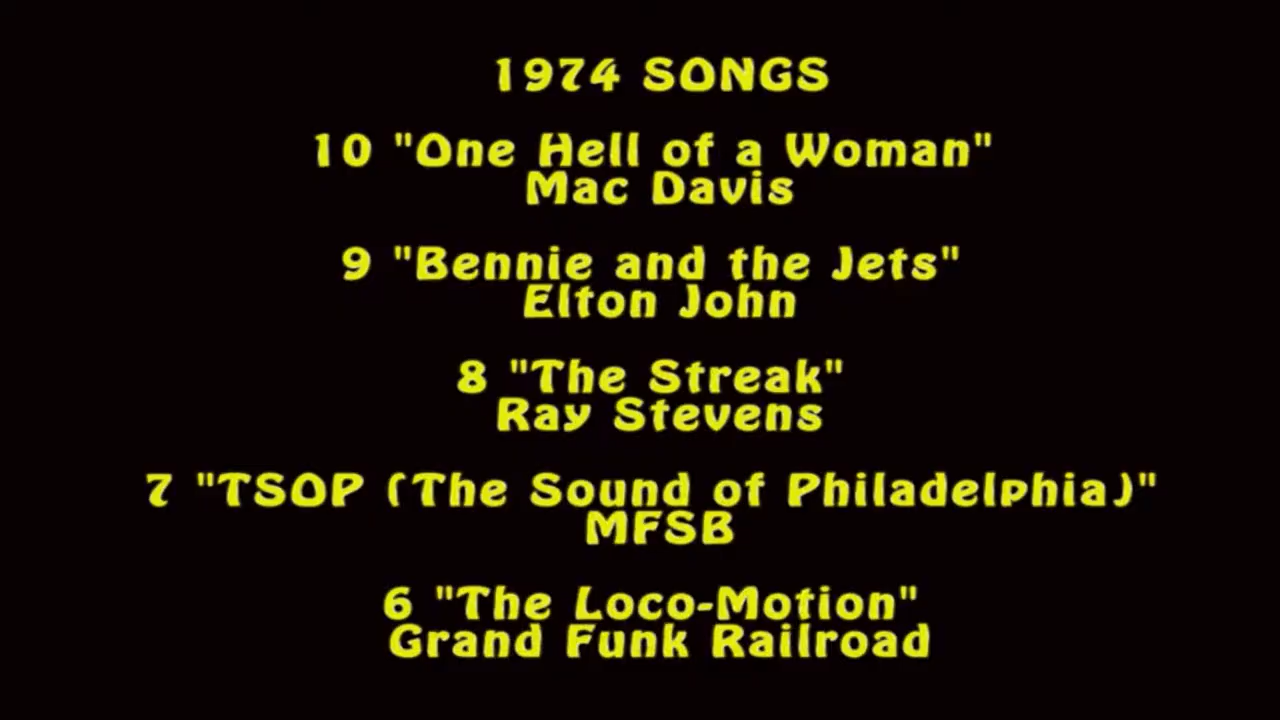 1974 SONGS
10 "One Hell of a Woman"
Mac Davis
9 "Bennie and the Jets"
Elton John
8 "The Streak"
Ray Stevens
7 "TSOP (The Sound of Philadelphia)"
MFSB
6 "The Loco-Motion"
Grand Funk Railroad